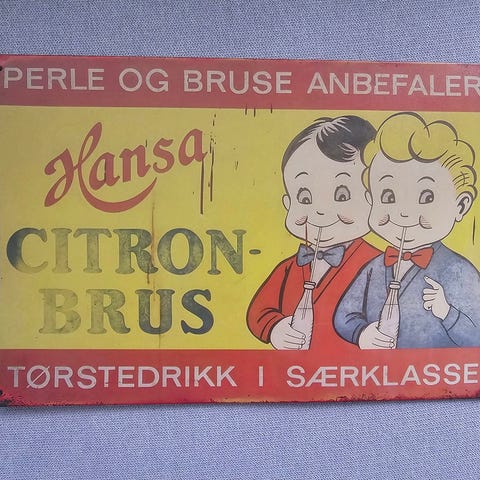 PERLE OG BRUSE ANBEFALER
Hansa
CITRON-
BRUS
TØRSTEDRIKK I SÆRKLASSE